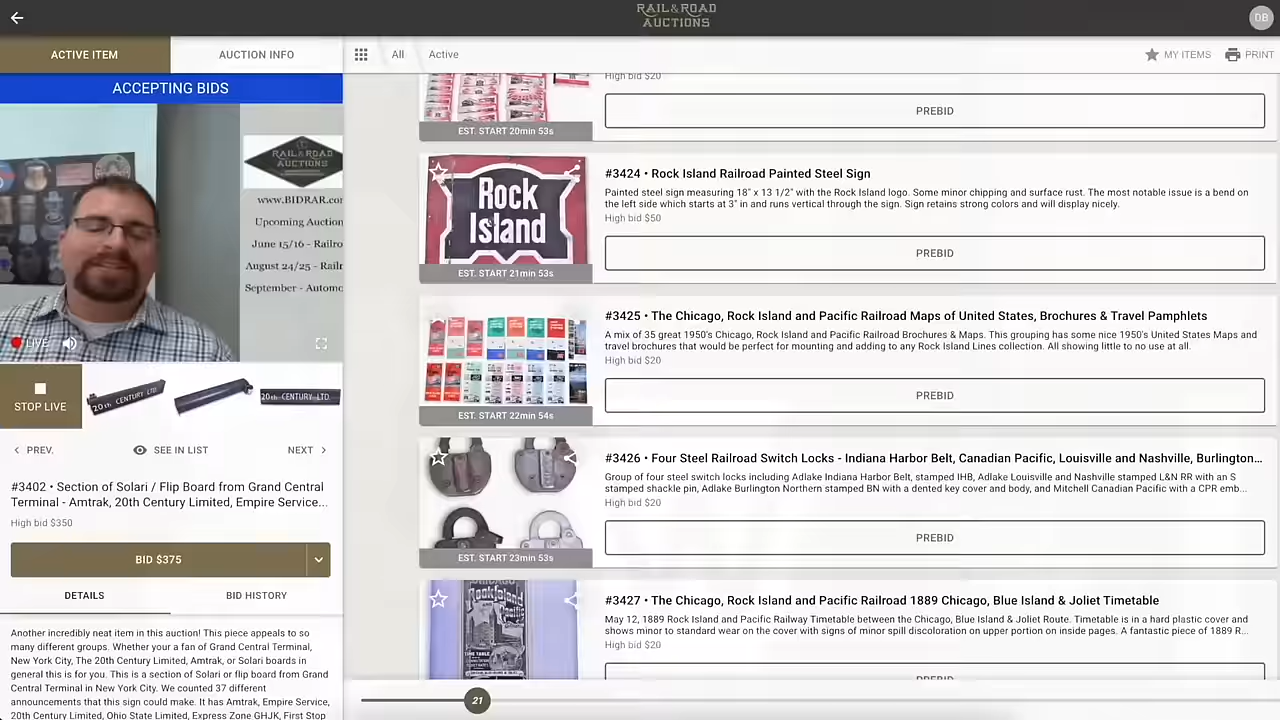 RAIL&ROAD
AUCTIONS
DB
ACTIVE ITEM
AUCTION INFO
All
Active
MY ITEMS
PRINT
ACCEPTING BIDS
RAIL&ROAD
AUCTIONS
www.BIDRAR.com
Upcoming Auction
June 15/16 - Railro
August 24/25 - Railr
September - Automo
LIVE
STOP LIVE
20th CENTURY LTD.
20th CENTURY LTD.
PREV.
SEE IN LIST
NEXT
#3402 • Section of Solari / Flip Board from Grand Central
Terminal - Amtrak, 20th Century Limited, Empire Service...
High bid $350
BID $375
DETAILS
BID HISTORY
Another incredibly neat item in this auction! This piece appeals to so
many different groups. Whether your a fan of Grand Central Terminal,
New York City, The 20th Century Limited, Amtrak, or Solari boards in
general this is for you. This is a section of Solari or flip board from Grand
Central Terminal in New York City. We counted 37 different
announcements that this sign could make. It has Amtrak, Empire Service,
20th Century Limited, Ohio State Limited, Express Zone GHJK, First Stop
High bid $20
PREBID
EST. START 20min 53s
Rock
Island
EST. START 21min 53s
#3424 • Rock Island Railroad Painted Steel Sign
Painted steel sign measuring 18" x 13 1/2" with the Rock Island logo. Some minor chipping and surface rust. The most notable issue is a bend on
the left side which starts at 3" in and runs vertical through the sign. Sign retains strong colors and will display nicely.
High bid $50
PREBID
EST. START 22min 54s
#3425 • The Chicago, Rock Island and Pacific Railroad Maps of United States, Brochures & Travel Pamphlets
A mix of 35 great 1950's Chicago, Rock Island and Pacific Railroad Brochures & Maps. This grouping has some nice 1950's United States Maps and
travel brochures that would be perfect for mounting and adding to any Rock Island Lines collection. All showing little to no use at all.
High bid $20
PREBID
EST. START 23min 53s
#3426 • Four Steel Railroad Switch Locks - Indiana Harbor Belt, Canadian Pacific, Louisville and Nashville, Burlington...
Group of four steel switch locks including Adlake Indiana Harbor Belt, stamped IHB, Adlake Louisville and Nashville stamped L&N RR with an S
stamped shackle pin, Adlake Burlington Northern stamped BN with a dented key cover and body, and Mitchell Canadian Pacific with a CPR emb...
High bid $20
PREBID
CHICAGO
Rock Island
Pacific
TIME TABLE
#3427 • The Chicago, Rock Island and Pacific Railroad 1889 Chicago, Blue Island & Joliet Timetable
May 12, 1889 Rock Island and Pacific Railway Timetable between the Chicago, Blue Island & Joliet Route. Timetable is in a hard plastic cover and
shows minor to standard wear on the cover with signs of minor spill discoloration on upper portion on inside pages. A fantastic piece of 1889 R...
High bid $20
PREBID
21